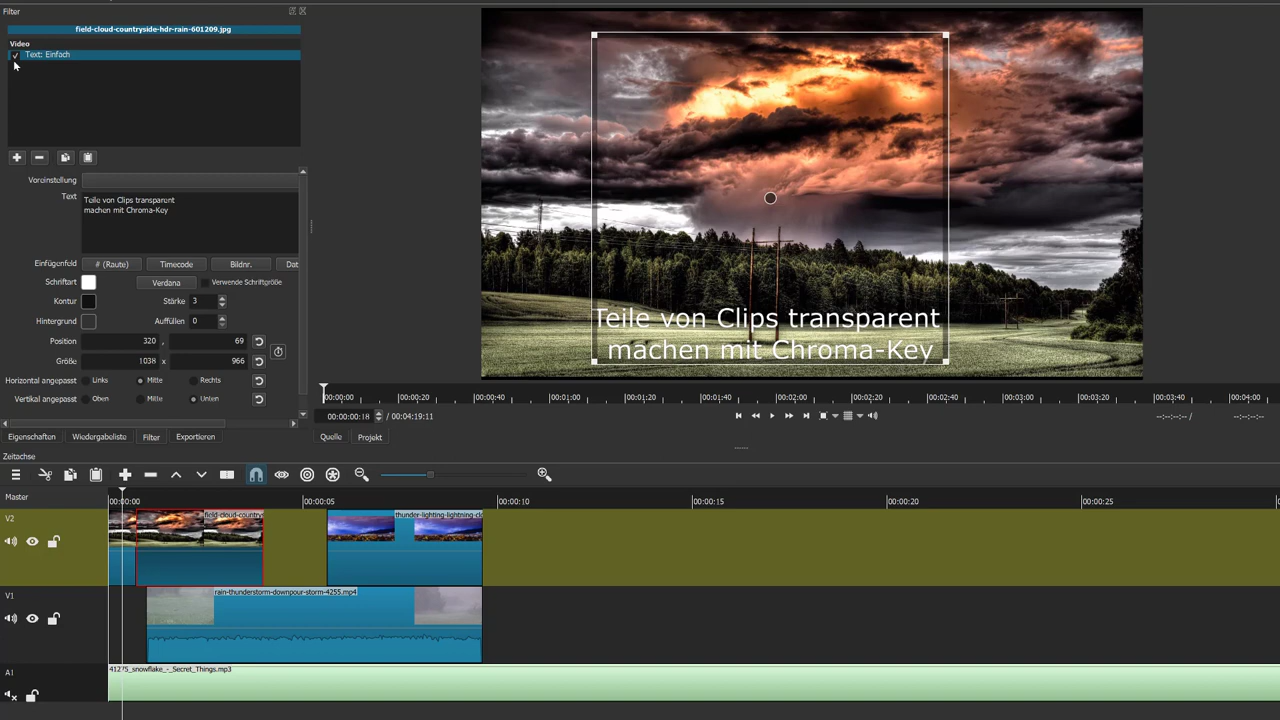 Filter
field-cloud-countryside-hdr-rain-601209.jpg
Video
Text: Einfach
Voreinstellung
Text
Teile von Clips transparent
machen mit Chroma-Key
Einfügenfeld # (Raute) Timecode Bildnr. Dat
Schriftart Verdana Verwende Schriftgröße
Kontur Stärke 3
Hintergrund Auffüllen 0
Position 320 , 69
Größe 1038 x 966
Horizontal angepasst Links Mitte Rechts
Vertikal angepasst Oben Mitte Unten
Eigenschaften Wiedergabeliste Filter Exportieren
Teile von Clips transparent
machen mit Chroma-Key
00:00:00 00:00:20 00:00:40 00:01:00 00:01:20 00:01:40 00:02:00 00:02:20 00:02:40 00:03:00 00:03:20 00:03:40 00:04:00
00:00:00:18 / 00:04:19:11 --:--:--:-- / --:--:--:--
Quelle Projekt
Zeitachse
Master 00:00:00 00:00:05 00:00:10 00:00:15 00:00:20 00:00:25
V2 field-cloud-country thunder-lighting-lightning-clo
V1 rain-thunderstorm-downpour-storm-4255.mp4
A1 41275_snowflake_-_Secret_Things.mp3